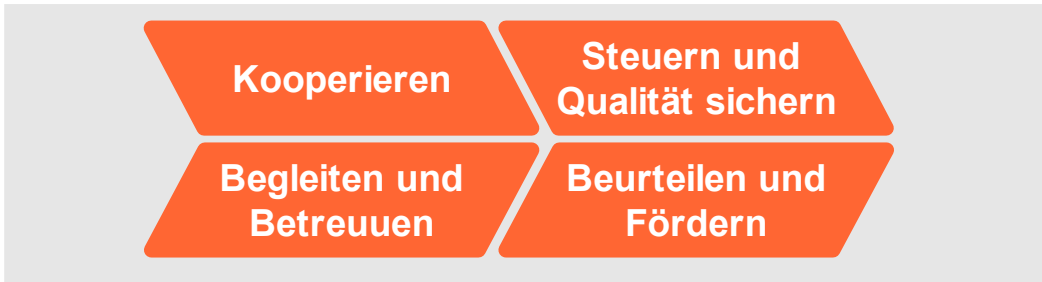 Kooperieren
Steuern und
Qualität sichern
Begleiten und
Betreuuen
Beurteilen und
Fördern